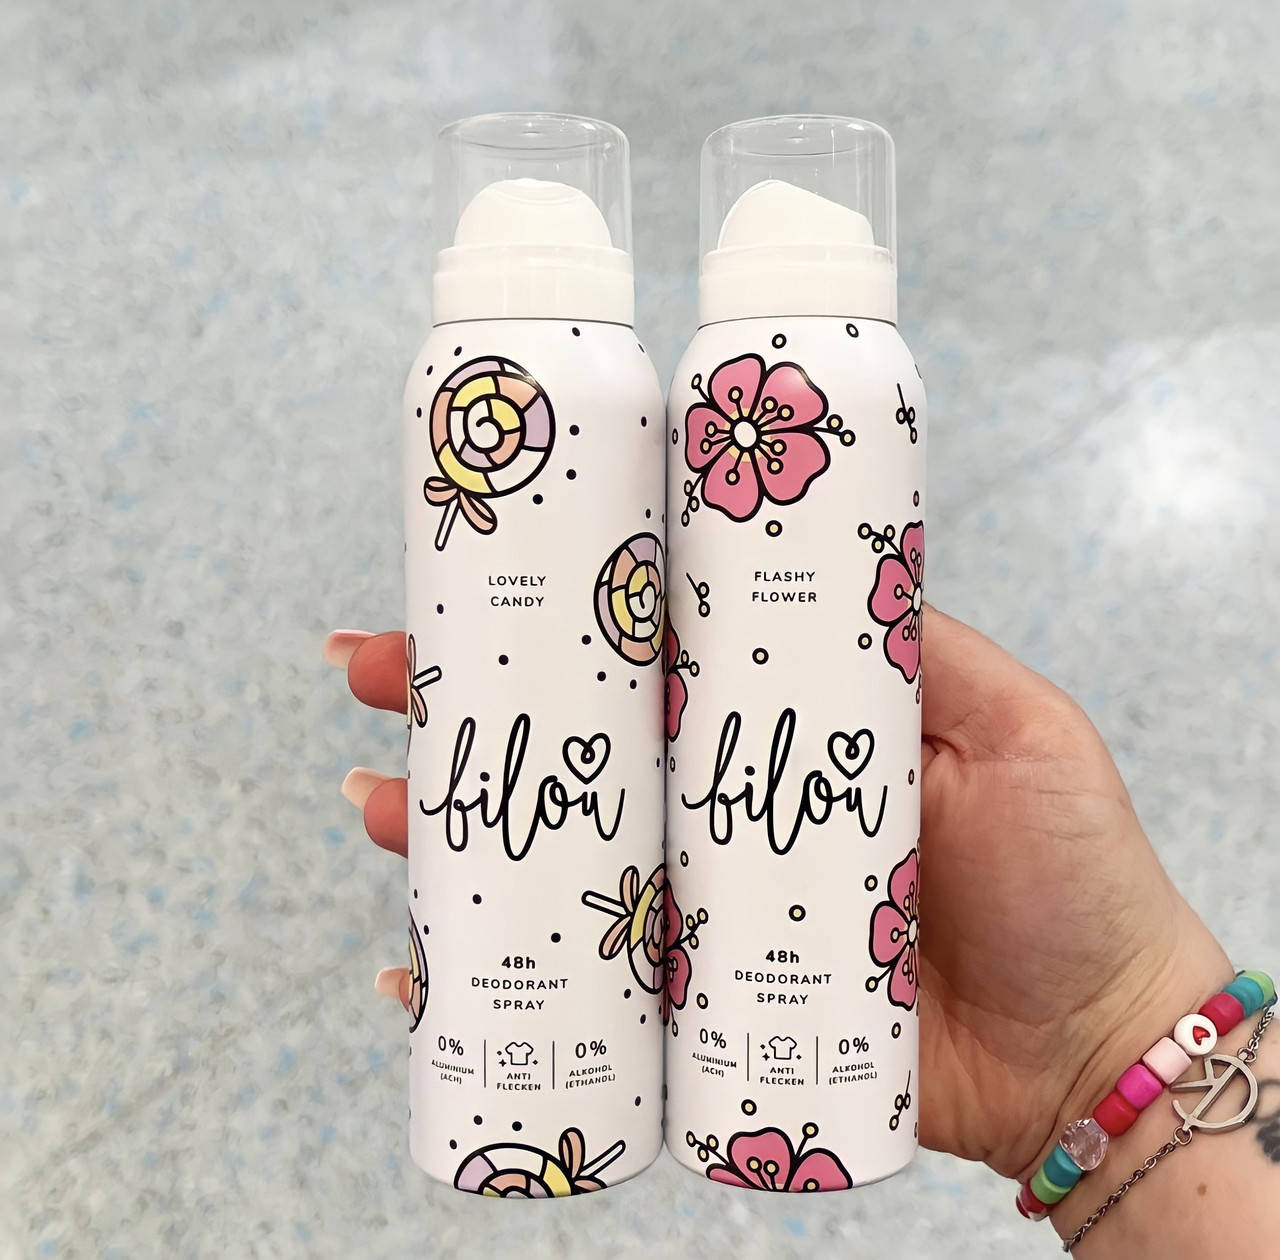 LOVELY
CANDY
bilou
48h
DEODORANT
SPRAY
0%
ALUMINIUM
(ACH)
ANTI
FLECKEN
0%
ALKOHOL
(ETHANOL)
FLASHY
FLOWER
bilou
48h
DEODORANT
SPRAY
0%
ALUMINIUM
(ACH)
ANTI
FLECKEN
0%
ALKOHOL
(ETHANOL)